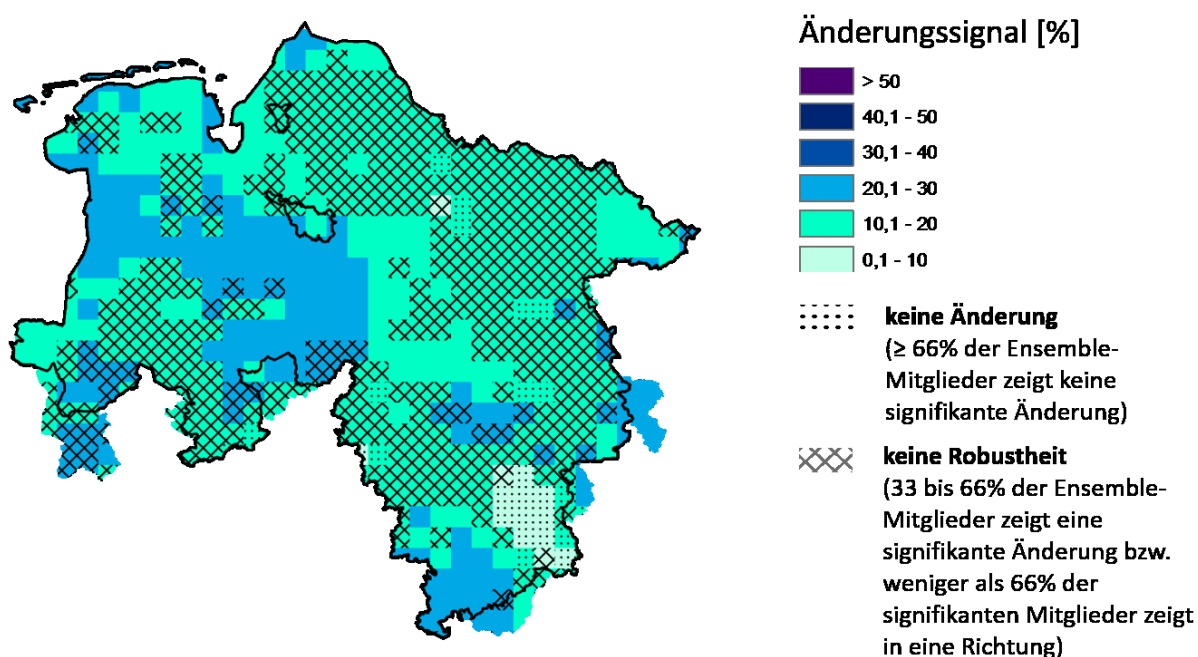 Änderungssignal [%]
> 50
40,1 - 50
30,1 - 40
20,1 - 30
10,1 - 20
0,1 - 10
keine Änderung
(≥ 66% der Ensemble-
Mitglieder zeigt keine
signifikante Änderung)
keine Robustheit
(33 bis 66% der Ensemble-
Mitglieder zeigt eine
signifikante Änderung bzw.
weniger als 66% der
signifikanten Mitglieder zeigt
in eine Richtung)